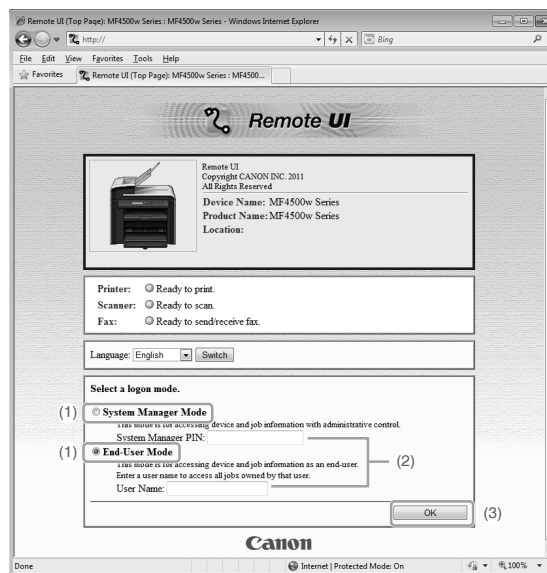 Remote UI (Top Page): MF4500w Series : MF4500w Series - Windows Internet Explorer
http://
Bing
File Edit View Favorites Tools Help
Favorites Remote UI (Top Page): MF4500w Series : MF4500...
Remote UI
Remote UI
Copyright CANON INC. 2011
All Rights Reserved
Device Name: MF4500w Series
Product Name: MF4500w Series
Location:
Printer: Ready to print.
Scanner: Ready to scan.
Fax: Ready to send/receive fax.
Language: English Switch
Select a logon mode.
(1) System Manager Mode
This mode is for accessing device and job information with administrative control.
System Manager PIN:
(1) End-User Mode
This mode is for accessing device and job information as an end-user.
(2)
Enter a user name to access all jobs owned by that user.
User Name:
OK (3)
Canon
Done Internet | Protected Mode: On 100%